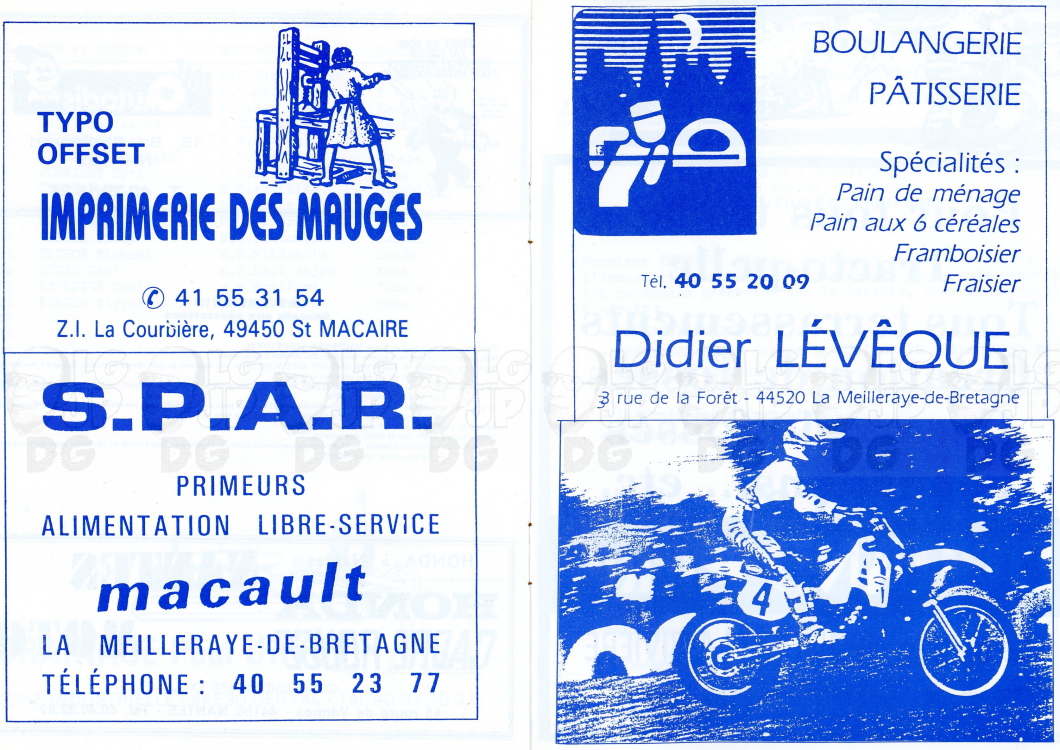 TYPO
OFFSET
IMPRIMERIE DES MAUGES
✆ 41 55 31 54
Z.I. La Courbière, 49450 St MACAIRE
S.P.A.R.
PRIMEURS
ALIMENTATION LIBRE-SERVICE
macault
LA MEILLERAYE-DE-BRETAGNE
TÉLÉPHONE : 40 55 23 77
BOULANGERIE
PÂTISSERIE
Spécialités :
Pain de ménage
Pain aux 6 céréales
Framboisier
Fraisier
Tél. 40 55 20 09
Didier LÉVÊQUE
3 rue de la Forêt - 44520 La Meilleraye-de-Bretagne
4
LG
JP
DG